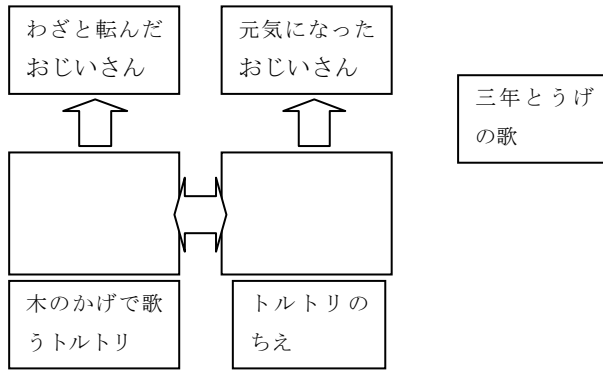 わざと転んだ
おじいさん
元気になった
おじいさん
三年とうげ
の歌
木のかげで歌
うトルトリ
トルトリの
ちえ